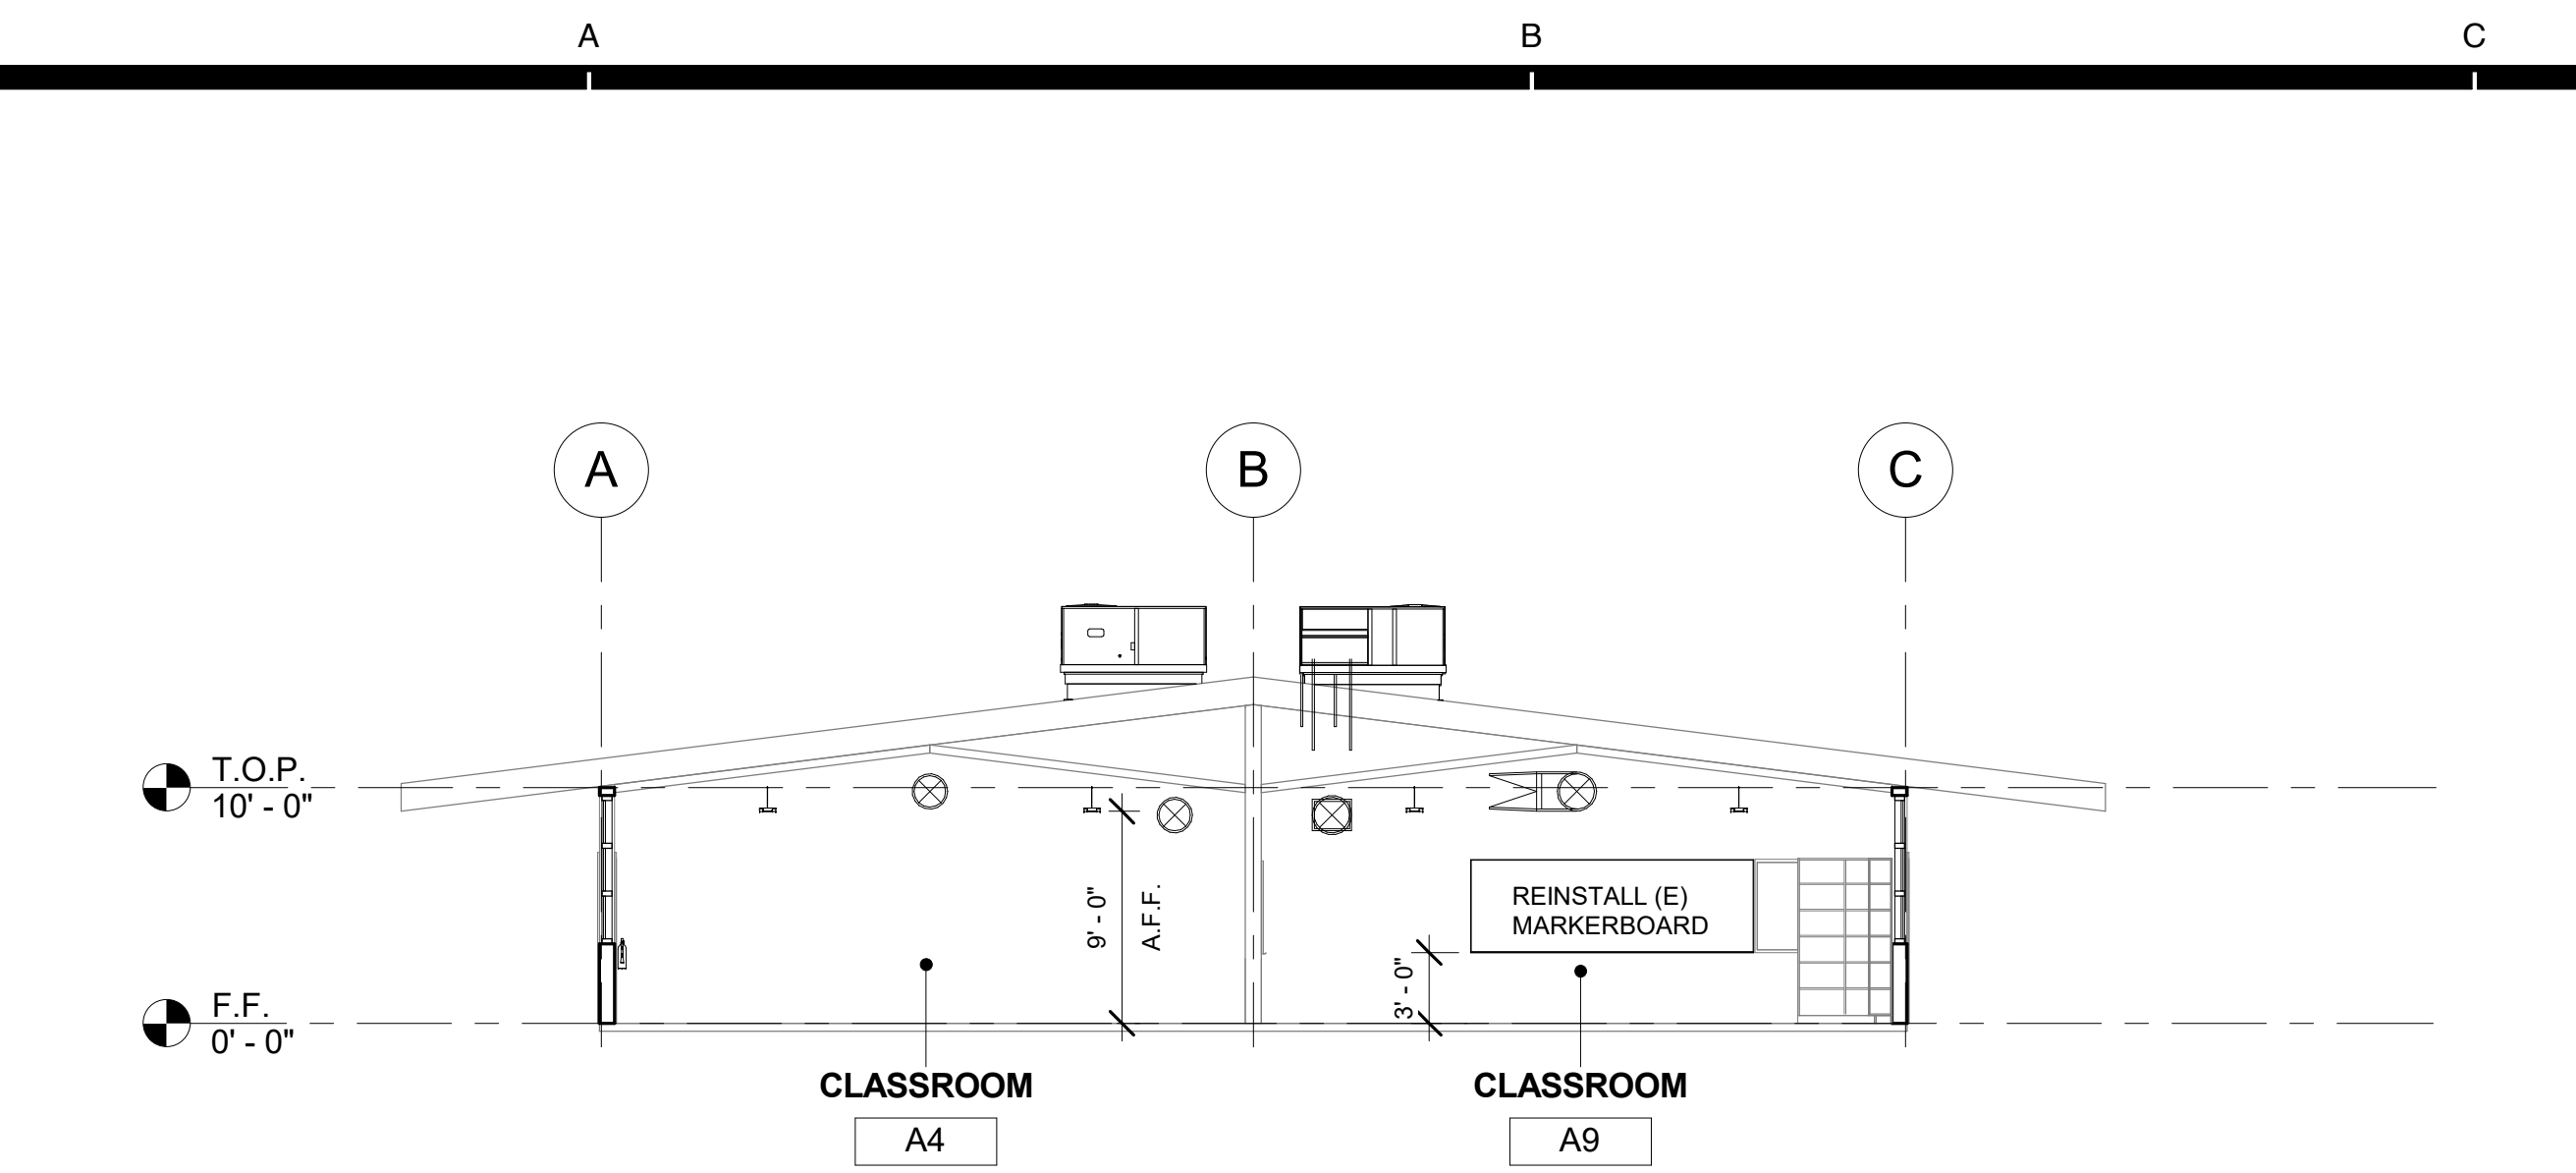 A B C
A B C
T.O.P.
10' - 0"
9' - 0"
A.F.F.
REINSTALL (E)
MARKERBOARD
3' - 0"
F.F.
0' - 0"
CLASSROOM CLASSROOM
A4 A9